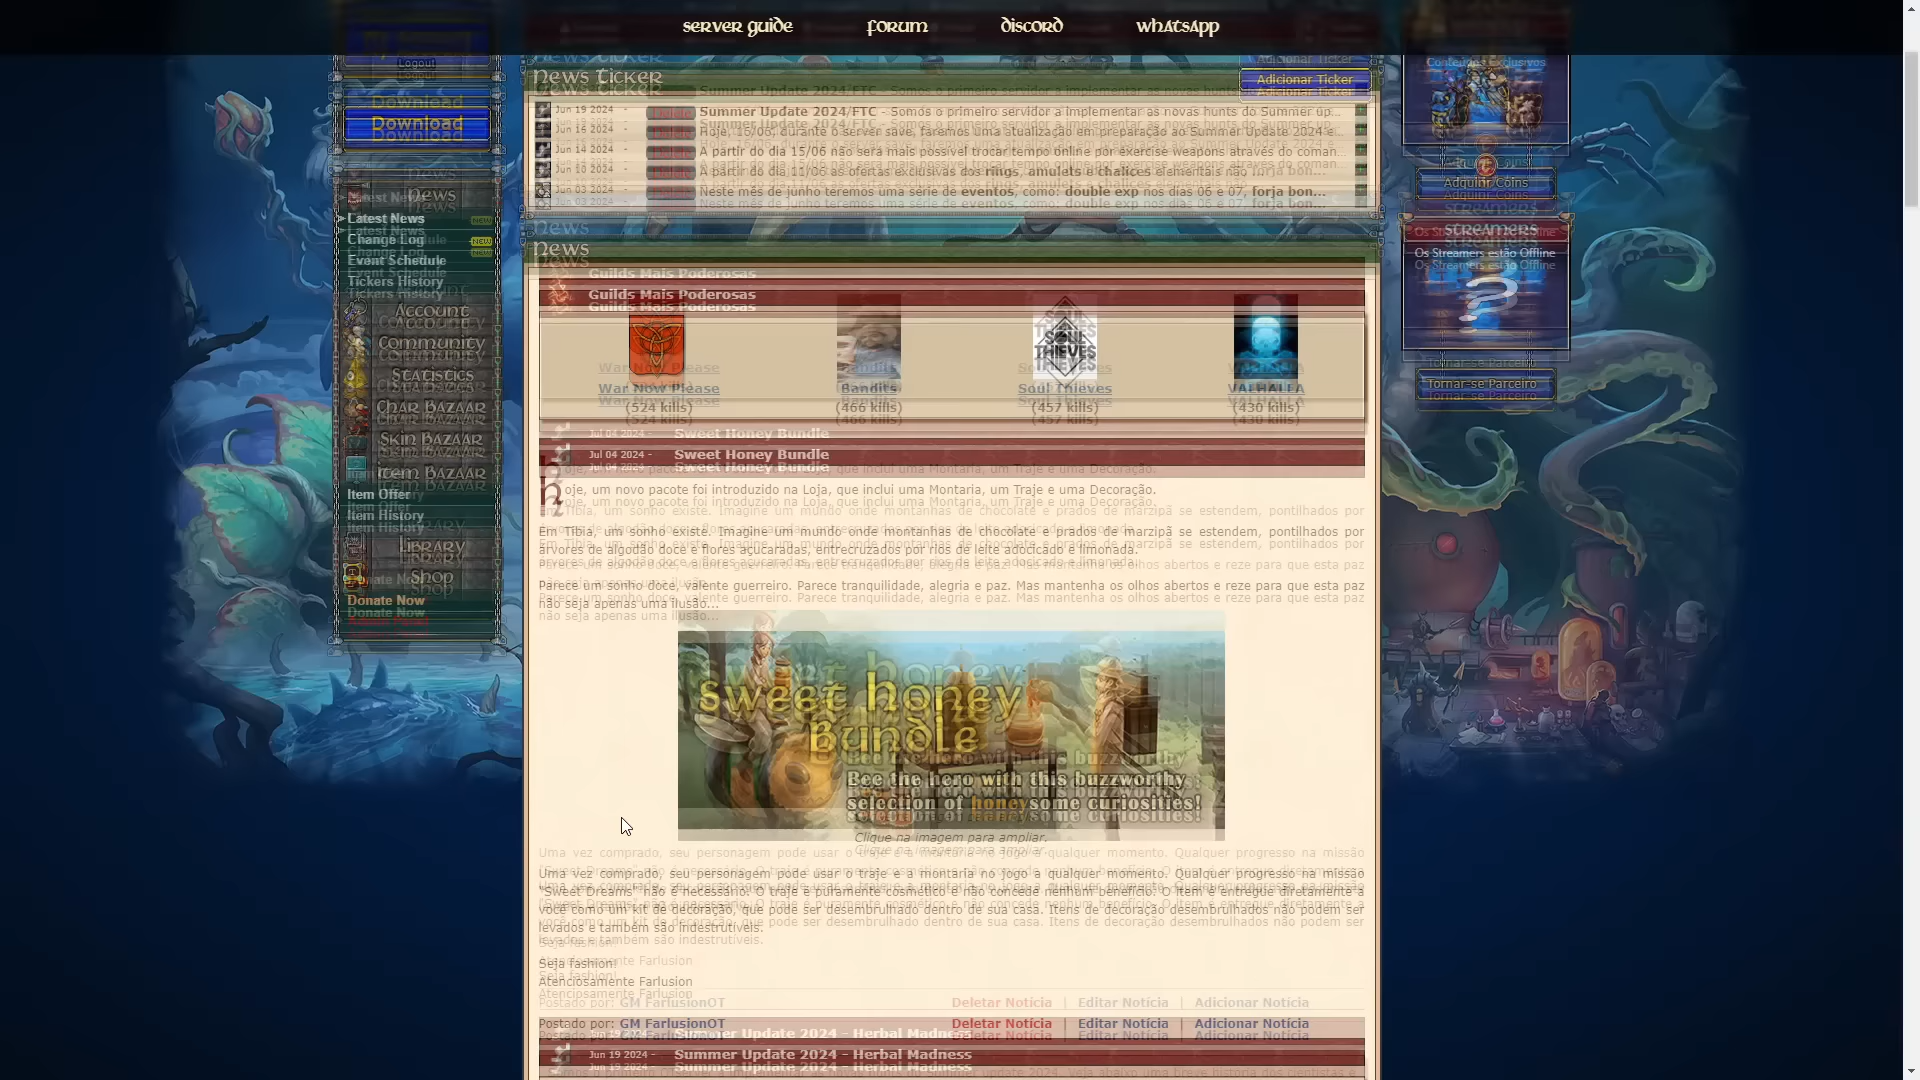 SERVER GUIDE
FORUM
DISCORD
WHATSAPP
Logout
Download
News
Latest News
NEW
Change Log
NEW
Event Schedule
Tickers History
Account
Community
Statistics
Char Bazaar
Skin Bazaar
Item Bazaar
Item Offer
Item History
Library
Shop
Donate Now
News Ticker
Adicionar Ticker
Jun 19 2024 - Summer Update 2024/FTC - Somos o primeiro servidor a implementar as novas hunts do Summer up...
Jun 16 2024 - Hoje, 15/06, durante o server save, faremos uma atualização em preparação ao Summer Update 2024 e...
Jun 14 2024 - A partir do dia 15/06 não será mais possível trocar tempo online por exercise weapons através do coman...
Jun 10 2024 - A partir do dia 11/06 as ofertas exclusivas dos rings, amulets e chalices elementais não ...
Jun 03 2024 - Neste mês de junho teremos uma série de eventos, como: double exp nos dias 06 e 07, forja bon...
News
Guilds Mais Poderosas
SOUL THIEVES
War Now Please
(524 kills)
Bandits
(466 kills)
Soul Thieves
(457 kills)
VALHALLA
(430 kills)
Jul 04 2024 - Sweet Honey Bundle
hoje, um novo pacote foi introduzido na Loja, que inclui uma Montaria, um Traje e uma Decoração.
Em Tibia, um sonho existe. Imagine um mundo onde montanhas de chocolate e prados de marzipã se estendem, pontilhados por
árvores de algodão doce e flores açucaradas, entrecruzados por rios de leite adocicado e limonada.
Parece um sonho doce, valente guerreiro. Parece tranquilidade, alegria e paz. Mas mantenha os olhos abertos e reze para que esta paz
não seja apenas uma ilusão...
sweet honey
Bundle
Bee the hero with this buzzworthy
selection of honeysome curiosities!
Clique na imagem para ampliar.
Uma vez comprado, seu personagem pode usar o traje e a montaria no jogo a qualquer momento. Qualquer progresso na missão
"Sweet Dreams" não é necessário. O traje é puramente cosmético e não concede nenhum benefício. O item é entregue diretamente a
você como um kit de decoração, que pode ser desembrulhado dentro de sua casa. Itens de decoração desembrulhados não podem ser
levados e também são indestrutíveis.
Seja fashion!
Atenciosamente Farlusion
Postado por: GM FarlusionOT
Deletar Notícia | Editar Notícia | Adicionar Notícia
Jun 19 2024 - Summer Update 2024 - Herbal Madness
Conteúdos Exclusivos
Adquirir Coins
STREAMERS
Os Streamers estão Offline
?
Tornar-se Parceiro